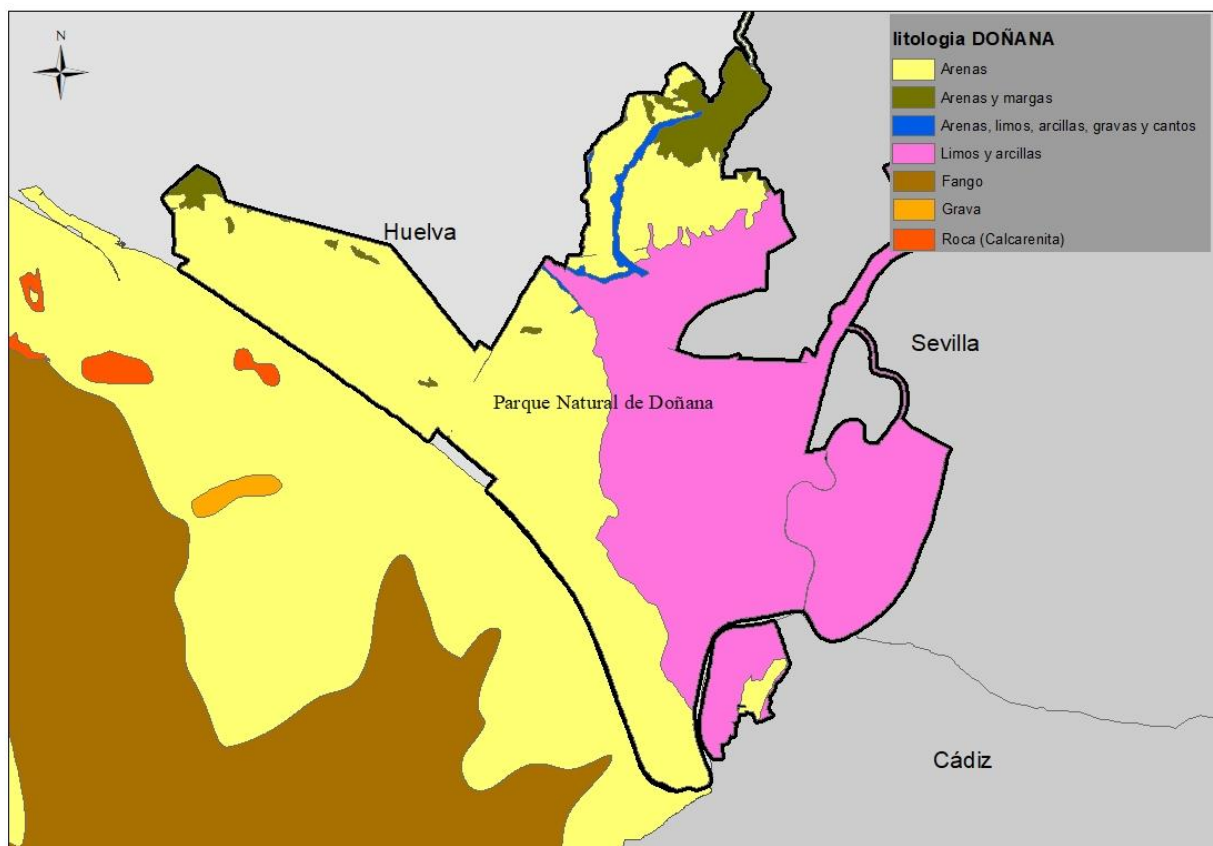 N
litologia DOÑANA
Arenas
Arenas y margas
Arenas, limos, arcillas, gravas y cantos
Limos y arcillas
Fango
Grava
Roca (Calcarenita)
Huelva
Sevilla
Parque Natural de Doñana
Cádiz